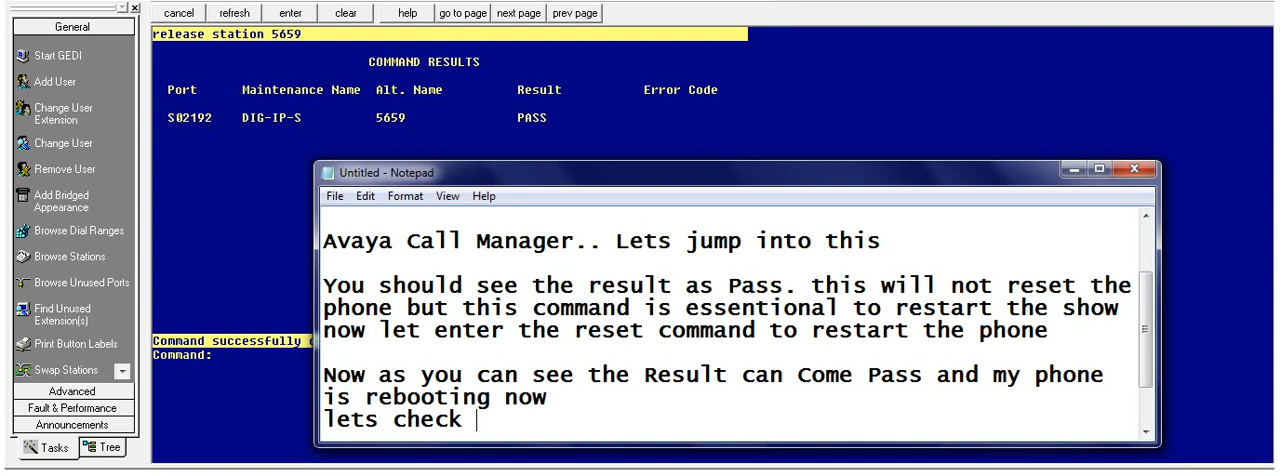 cancel refresh enter clear help go to page next page prev page
General
Start GEDI
Add User
Change User
Extension
Change User
Remove User
Add Bridged
Appearance
Browse Dial Ranges
Browse Stations
Browse Unused Ports
Find Unused
Extension(s)
Print Button Labels
Swap Stations
Advanced
Fault & Performance
Announcements
Tasks Tree
release station 5659
COMMAND RESULTS
Port Maintenance Name Alt. Name Result Error Code
S02192 DIG-IP-S 5659 PASS
Command successfully
Command:
Untitled - Notepad
File Edit Format View Help
Avaya Call Manager.. Lets jump into this
You should see the result as Pass. this will not reset the
phone but this command is essentional to restart the show
now let enter the reset command to restart the phone
Now as you can see the Result can Come Pass and my phone
is rebooting now
lets check